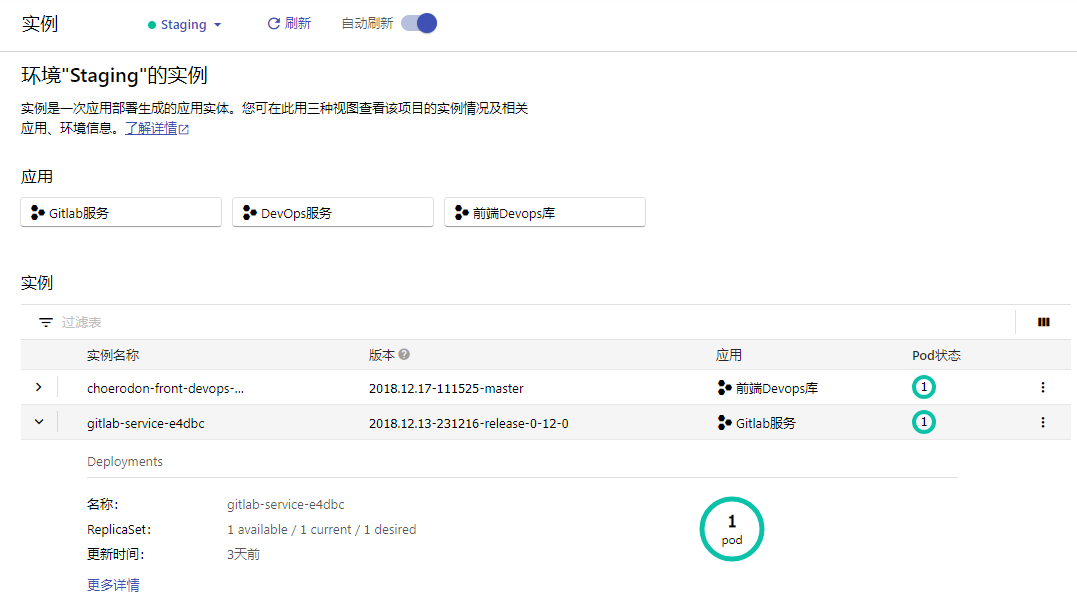 实例
Staging
刷新
自动刷新
环境"Staging"的实例
实例是一次应用部署生成的应用实体。您可在此用三种视图查看该项目的实例情况及相关
应用、环境信息。了解详情
应用
Gitlab服务
DevOps服务
前端Devops库
实例
过滤表
实例名称 版本 ? 应用 Pod状态
choerodon-front-devops-... 2018.12.17-111525-master 前端Devops库 1
gitlab-service-e4dbc 2018.12.13-231216-release-0-12-0 Gitlab服务 1
Deployments
名称: gitlab-service-e4dbc
ReplicaSet: 1 available / 1 current / 1 desired
更新时间: 3天前
1
pod
更多详情